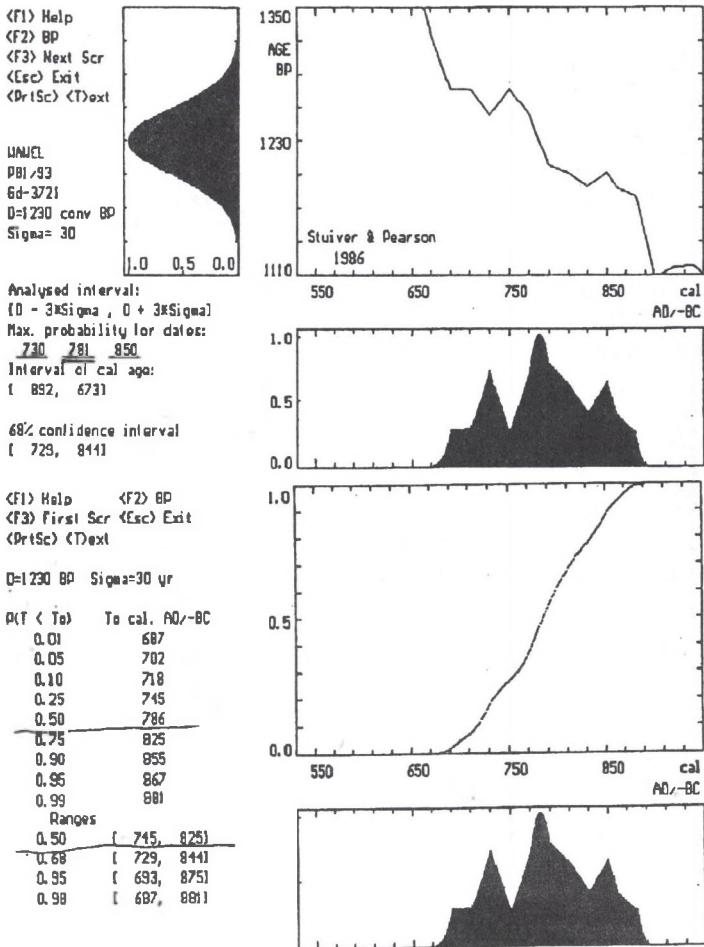 <F1> Help
<F2> BP
<F3> Next Scr
<Esc> Exit
<PrtSc> <T>ext
WAWEL
PBI/93
Gd-3721
D=1230 conv BP
Sigma= 30
1.0 0,5 0.0
1350
AGE
BP
1230
1110
Stuiver & Pearson
1986
550 650 750 850 cal
AD/-BC
Analysed interval:
[D - 3*Sigma , D + 3*Sigma]
Max. probability for dates:
730 781 850
Interval of cal age:
[ 892, 673]
68% confidence interval
[ 729, 844]
1.0
0.5
0.0
<F1> Help <F2> BP
<F3> First Scr <Esc> Exit
<PrtSc> <T>ext
D=1230 BP Sigma=30 yr
P(T < To) To cal. AD/-BC
0.01 687
0.05 702
0.10 718
0.25 745
0.50 786
0.75 825
0.90 855
0.95 867
0.99 881
Ranges
0.50 [ 745, 825]
0.68 [ 729, 844]
0.95 [ 693, 875]
0.98 [ 687, 881]
1.0
0.5
0.0
550 650 750 850 cal
AD/-BC